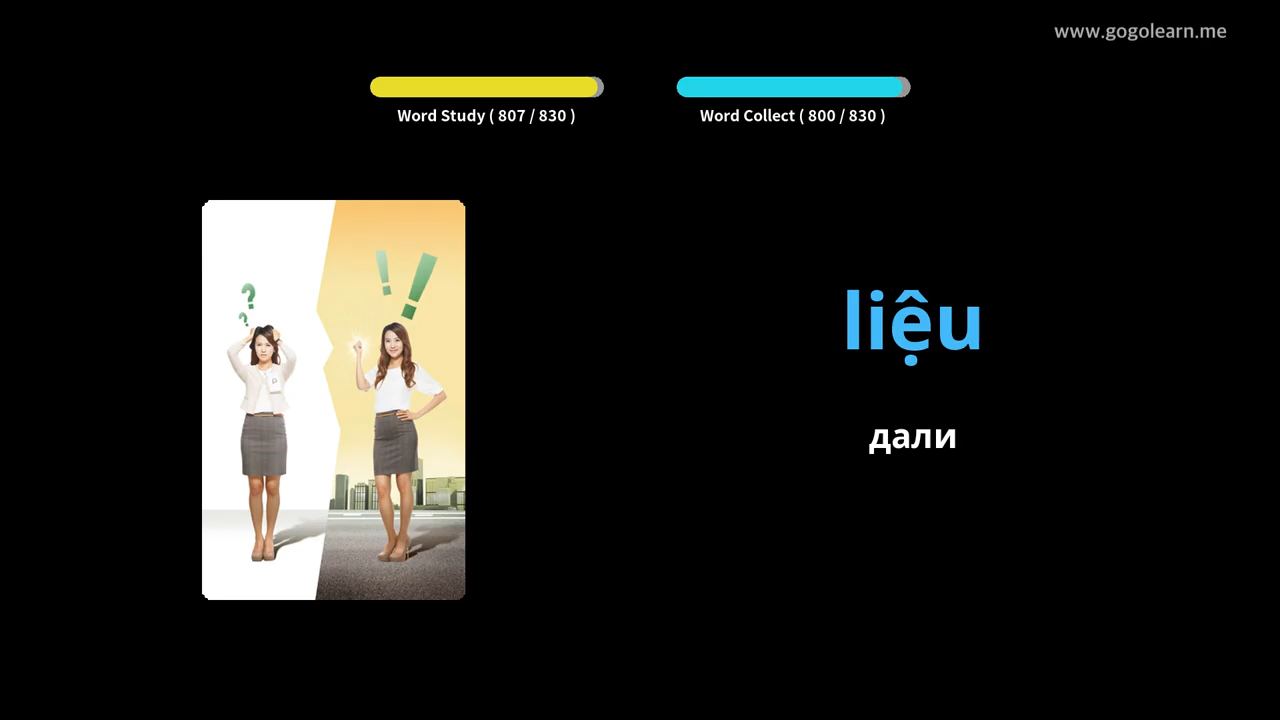 www.gogolearn.me
Word Study ( 807 / 830 )
Word Collect ( 800 / 830 )
? ?
! !
liệu
дали